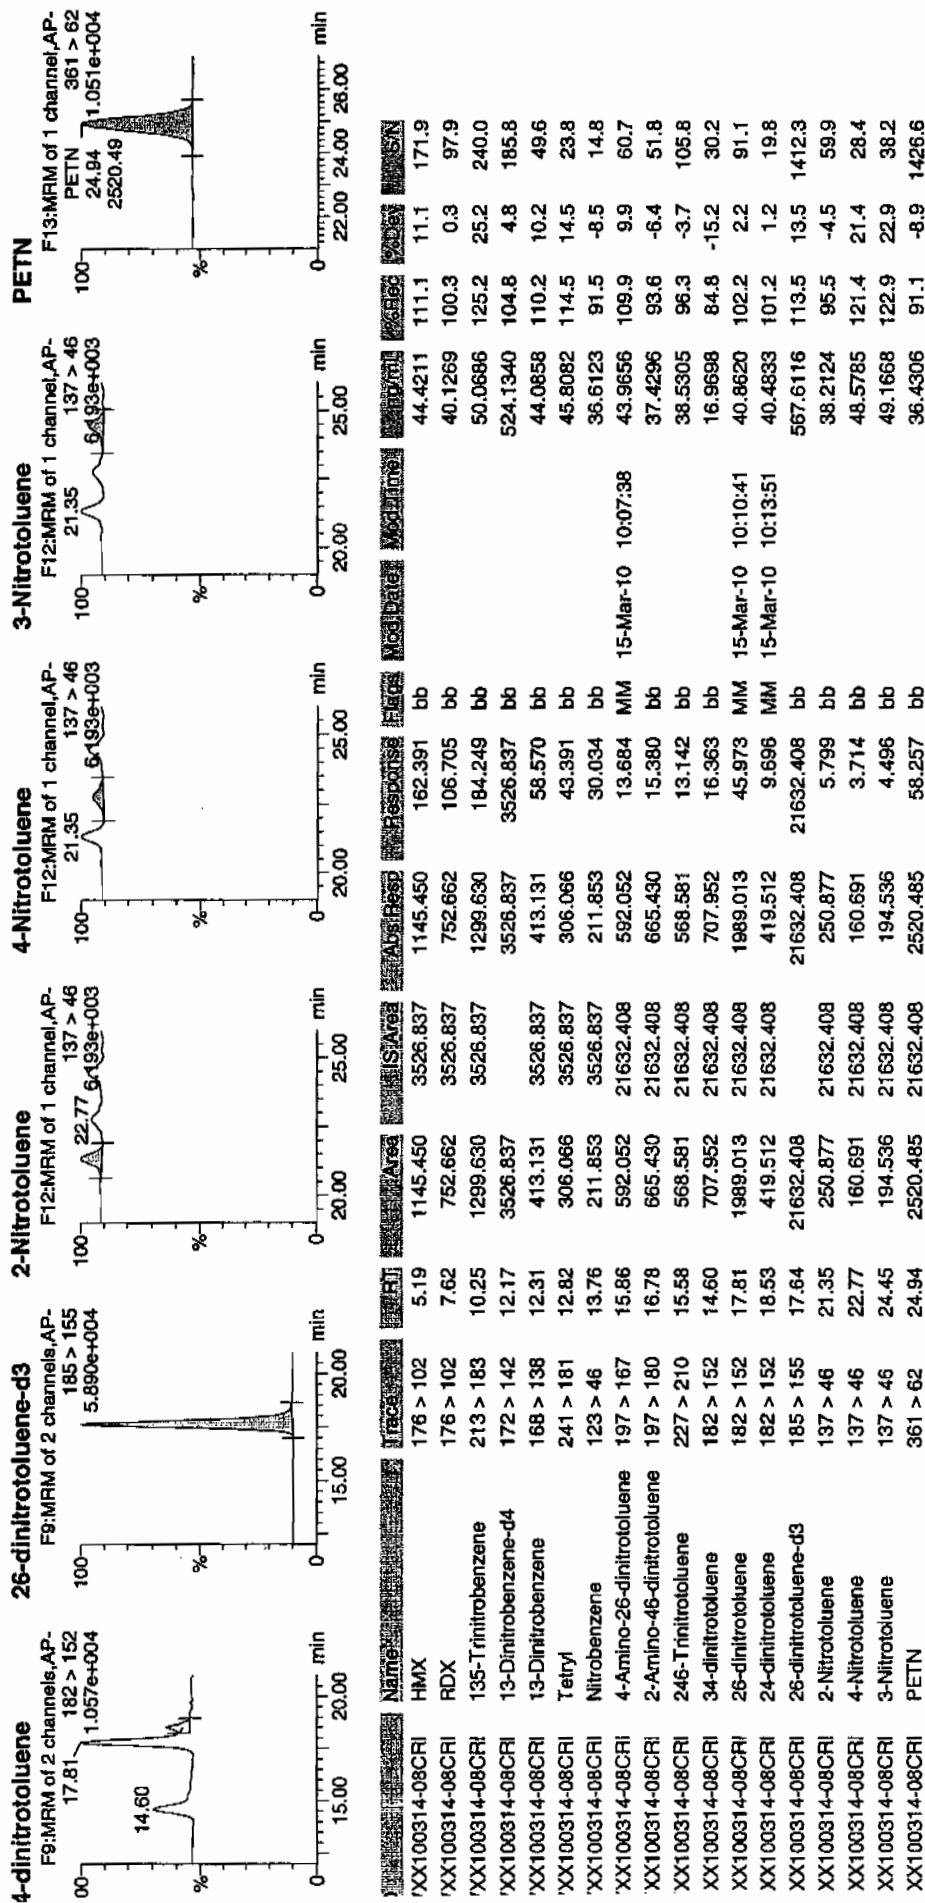 4-dinitrotoluene
F9:MRM of 2 channels,AP-
182 > 152
1.057e+004
17.81
14.60
00
%
0
15.00 20.00 min
26-dinitrotoluene-d3
F9:MRM of 2 channels,AP-
185 > 155
5.890e+004
100
%
0
15.00 20.00 min
2-Nitrotoluene
F12:MRM of 1 channel,AP-
137 > 46
6.193e+003
22.77
100
%
0
20.00 25.00 min
4-Nitrotoluene
F12:MRM of 1 channel,AP-
137 > 46
6.193e+003
21.35
100
%
0
20.00 25.00 min
3-Nitrotoluene
F12:MRM of 1 channel,AP-
137 > 46
6.193e+003
21.35
100
%
0
20.00 25.00 min
PETN
F13:MRM of 1 channel,AP-
PETN 361 > 62
24.94 1.051e+004
2520.49
100
%
0
22.00 24.00 26.00 min
Name Trace RT Area IS Area Abs.Resp Response Flags Mod.Date Mod.Time %Rec %Dev
XX100314-08CRI HMX 176 > 102 5.19 1145.450 3526.837 1145.450 162.391 bb 44.4211 111.1 11.1 171.9
XX100314-08CRI RDX 176 > 102 7.62 752.662 3526.837 752.662 106.705 bb 40.1269 100.3 0.3 97.9
XX100314-08CRI 135-Trinitrobenzene 213 > 183 10.25 1299.630 3526.837 1299.630 184.249 bb 50.0686 125.2 25.2 240.0
XX100314-08CRI 13-Dinitrobenzene-d4 172 > 142 12.17 3526.837 3526.837 3526.837 bb 524.1340 104.8 4.8 185.8
XX100314-08CRI 13-Dinitrobenzene 168 > 138 12.31 413.131 3526.837 413.131 58.570 bb 44.0858 110.2 10.2 49.6
XX100314-08CRI Tetryl 241 > 181 12.82 306.066 3526.837 306.066 43.391 bb 45.8082 114.5 14.5 23.8
XX100314-08CRI Nitrobenzene 123 > 46 13.76 211.853 3526.837 211.853 30.034 bb 36.6123 91.5 -8.5 14.8
XX100314-08CRI 4-Amino-26-dinitrotoluene 197 > 167 15.86 592.052 21632.408 592.052 13.684 MM 15-Mar-10 10:07:38 43.9656 109.9 9.9 60.7
XX100314-08CRI 2-Amino-46-dinitrotoluene 197 > 180 16.78 665.430 21632.408 665.430 15.380 bb 37.4296 93.6 -6.4 51.8
XX100314-08CRI 246-Trinitrotoluene 227 > 210 15.58 568.581 21632.408 568.581 13.142 bb 38.5305 96.3 -3.7 105.8
XX100314-08CRI 34-dinitrotoluene 182 > 152 14.60 707.952 21632.408 707.952 16.363 bb 16.9698 84.8 -15.2 30.2
XX100314-08CRI 26-dinitrotoluene 182 > 152 17.81 1989.013 21632.408 1989.013 45.973 MM 15-Mar-10 10:10:41 40.8620 102.2 2.2 91.1
XX100314-08CRI 24-dinitrotoluene 182 > 152 18.53 419.512 21632.408 419.512 9.696 MM 15-Mar-10 10:13:51 40.4833 101.2 1.2 19.8
XX100314-08CRI 26-dinitrotoluene-d3 185 > 155 17.64 21632.408 21632.408 21632.408 bb 567.6116 113.5 13.5 1412.3
XX100314-08CRI 2-Nitrotoluene 137 > 46 21.35 250.877 21632.408 250.877 5.799 bb 38.2124 95.5 -4.5 59.9
XX100314-08CRI 4-Nitrotoluene 137 > 46 22.77 160.691 21632.408 160.691 3.714 bb 48.5785 121.4 21.4 28.4
XX100314-08CRI 3-Nitrotoluene 137 > 46 24.45 194.536 21632.408 194.536 4.496 bb 49.1668 122.9 22.9 38.2
XX100314-08CRI PETN 361 > 62 24.94 2520.485 21632.408 2520.485 58.257 bb 36.4306 91.1 -8.9 1426.6